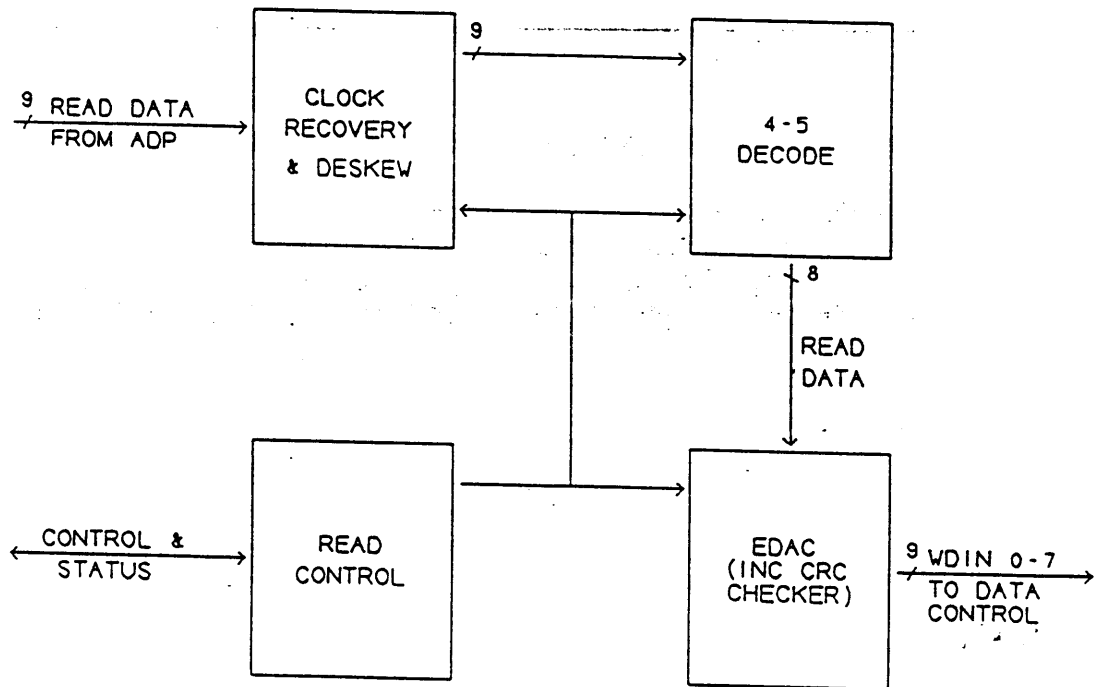 9
9 READ DATA
FROM ADP
CLOCK
RECOVERY
& DESKEW
4-5
DECODE
8
READ
DATA
CONTROL &
STATUS
READ
CONTROL
EDAC
(INC CRC
CHECKER)
9 WDIN 0-7
TO DATA
CONTROL